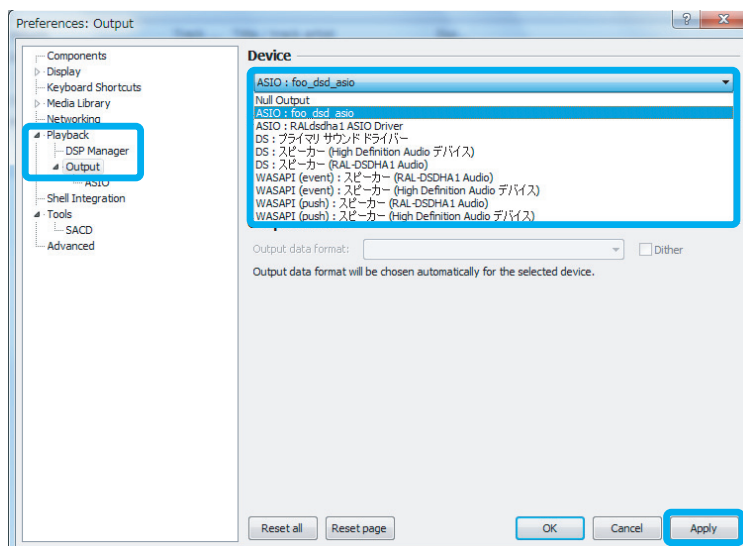 Preferences: Output
Components
Display
Keyboard Shortcuts
Media Library
Networking
Playback
DSP Manager
Output
ASIO
Shell Integration
Tools
SACD
Advanced
Device
ASIO : foo_dsd_asio
Null Output
ASIO : foo_dsd_asio
ASIO : RALdsdha1 ASIO Driver
DS : プライマリ サウンド ドライバー
DS : スピーカー (High Definition Audio デバイス)
DS : スピーカー (RAL-DSDHA1 Audio)
WASAPI (event) : スピーカー (RAL-DSDHA1 Audio)
WASAPI (event) : スピーカー (High Definition Audio デバイス)
WASAPI (push) : スピーカー (RAL-DSDHA1 Audio)
WASAPI (push) : スピーカー (High Definition Audio デバイス)
Output data format:
Dither
Output data format will be chosen automatically for the selected device.
Reset all
Reset page
OK
Cancel
Apply